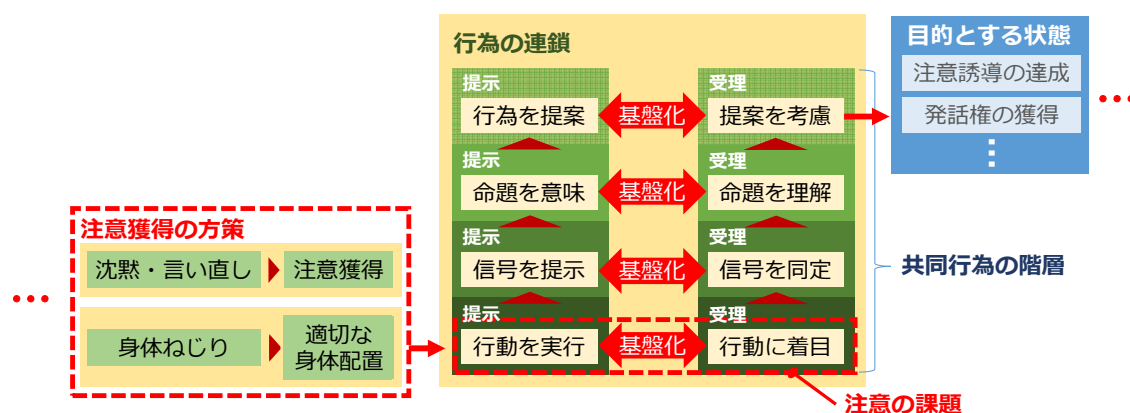 行為の連鎖
提示
受理
行為を提案
基盤化
提案を考慮
提示
受理
命題を意味
基盤化
命題を理解
提示
受理
信号を提示
基盤化
信号を同定
提示
受理
行動を実行
基盤化
行動に着目
目的とする状態
注意誘導の達成
発話権の獲得
共同行為の階層
注意獲得の方策
沈黙・言い直し
注意獲得
身体ねじり
適切な
身体配置
注意の課題